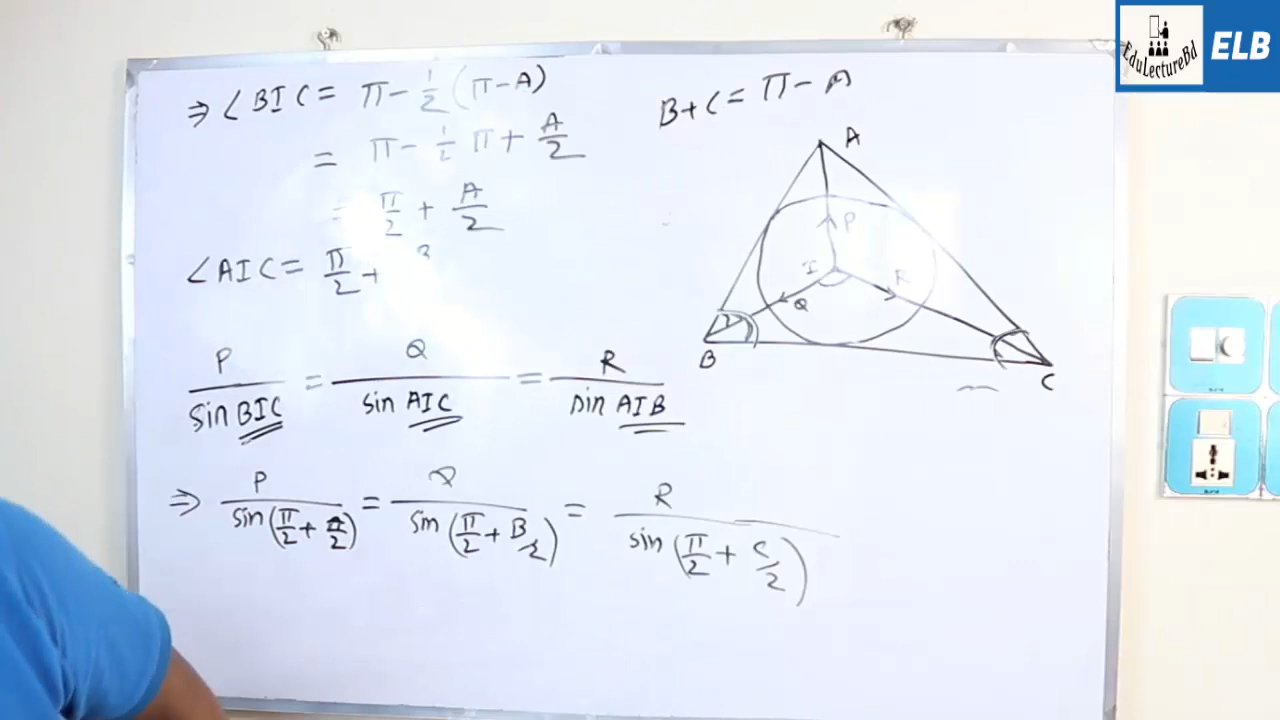 EduLectureBd ELB
⇒ ∠BIC = π - 1/2 (π - A)
B+C = π - A
= π - 1/2 π + A/2
= π/2 + A/2
∠AIC = π/2 + B
A
P
I
R
Q
B
C
P/sin BIC = Q/sin AIC = R/sin AIB
⇒ P/sin(π/2 + A/2) = Q/sin(π/2 + B/2) = R/sin(π/2 + C/2)